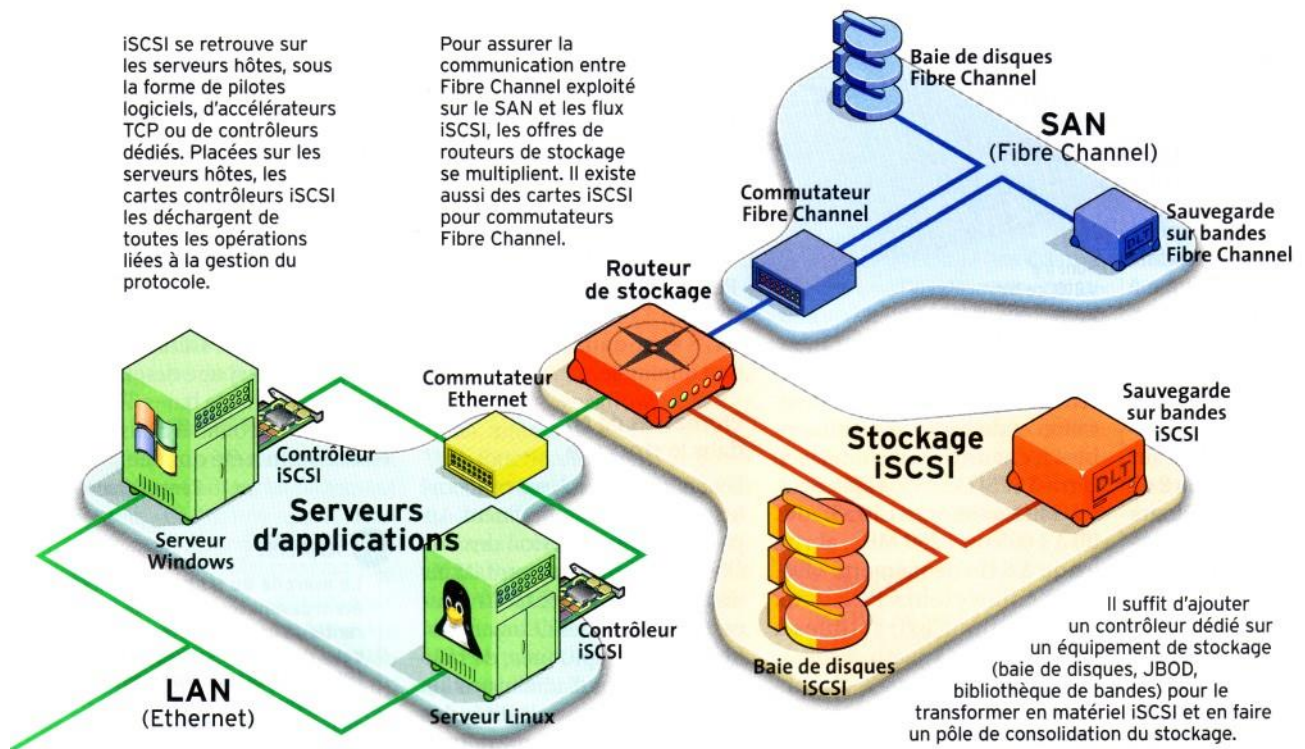 iSCSI se retrouve sur
les serveurs hôtes, sous
la forme de pilotes
logiciels, d'accélérateurs
TCP ou de contrôleurs
dédiés. Placées sur les
serveurs hôtes, les
cartes contrôleurs iSCSI
les déchargent de
toutes les opérations
liées à la gestion du
protocole.
Pour assurer la
communication entre
Fibre Channel exploité
sur le SAN et les flux
iSCSI, les offres de
routeurs de stockage
se multiplient. Il existe
aussi des cartes iSCSI
pour commutateurs
Fibre Channel.
Baie de disques
Fibre Channel
SAN
(Fibre Channel)
Commutateur
Fibre Channel
DLT
Sauvegarde
sur bandes
Fibre Channel
Routeur
de stockage
Commutateur
Ethernet
Contrôleur
iSCSI
Serveur
Windows
Serveurs
d'applications
Contrôleur
iSCSI
Serveur Linux
LAN
(Ethernet)
Stockage
iSCSI
Sauvegarde
sur bandes
iSCSI
DLT
Baie de disques
iSCSI
Il suffit d'ajouter
un contrôleur dédié sur
un équipement de stockage
(baie de disques, JBOD,
bibliothèque de bandes) pour le
transformer en matériel iSCSI et en faire
un pôle de consolidation du stockage.